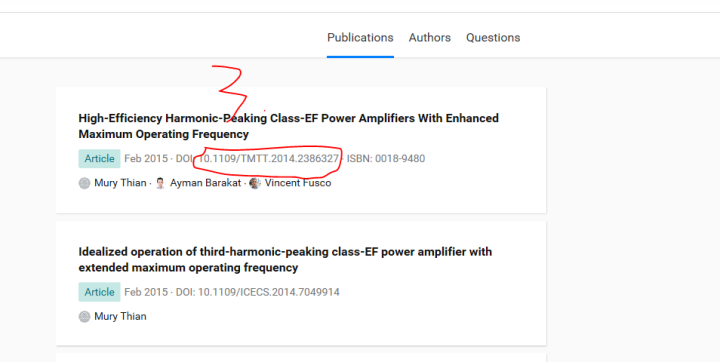 Publications Authors Questions
3
High-Efficiency Harmonic-Peaking Class-EF Power Amplifiers With Enhanced
Maximum Operating Frequency
Article Feb 2015 · DOI: 10.1109/TMTT.2014.2386327 · ISBN: 0018-9480
Mury Thian · Ayman Barakat · Vincent Fusco
Idealized operation of third-harmonic-peaking class-EF power amplifier with
extended maximum operating frequency
Article Feb 2015 · DOI: 10.1109/ICECS.2014.7049914
Mury Thian